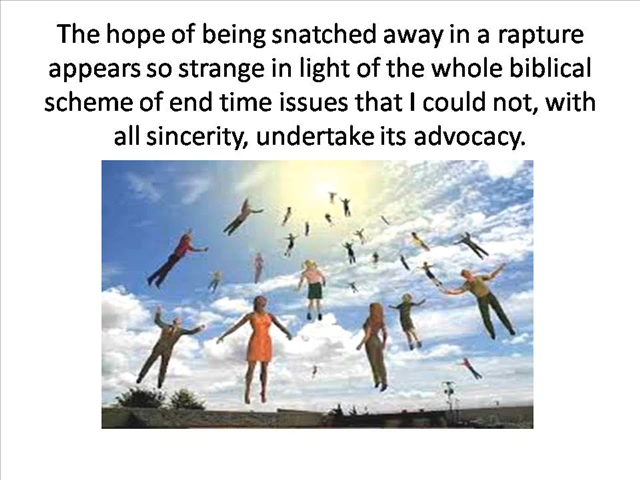 The hope of being snatched away in a rapture
appears so strange in light of the whole biblical
scheme of end time issues that I could not, with
all sincerity, undertake its advocacy.